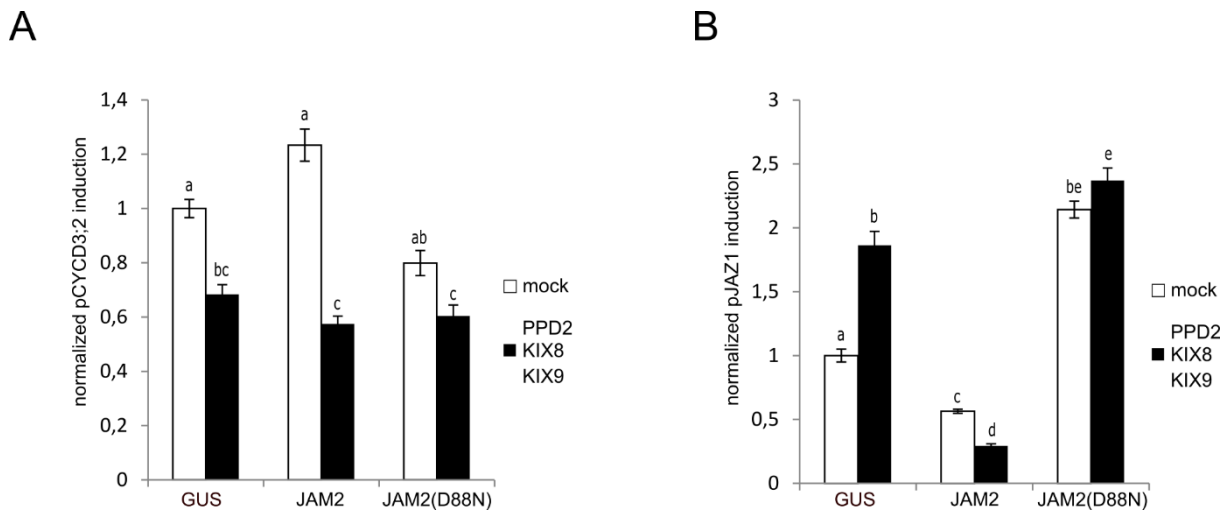 A
normalized pCYCD3;2 induction
1,4
1,2
1
0,8
0,6
0,4
0,2
0
a
bc
a
c
ab
c
GUS
JAM2
JAM2(D88N)
mock
PPD2
KIX8
KIX9
B
normalized pJAZ1 induction
3
2,5
2
1,5
1
0,5
0
a
b
c
d
be
e
GUS
JAM2
JAM2(D88N)
mock
PPD2
KIX8
KIX9